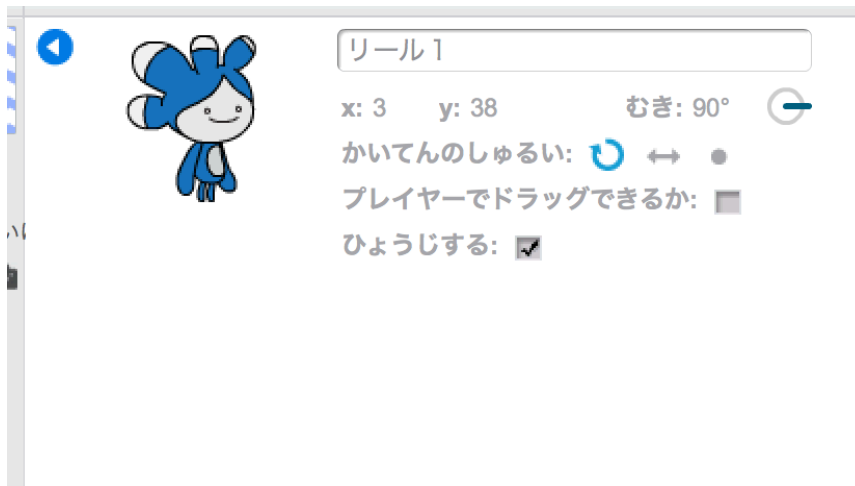 リール 1
x: 3 y: 38 むき: 90°
かいてんのしゅるい:
プレイヤーでドラッグできるか:
ひょうじする: